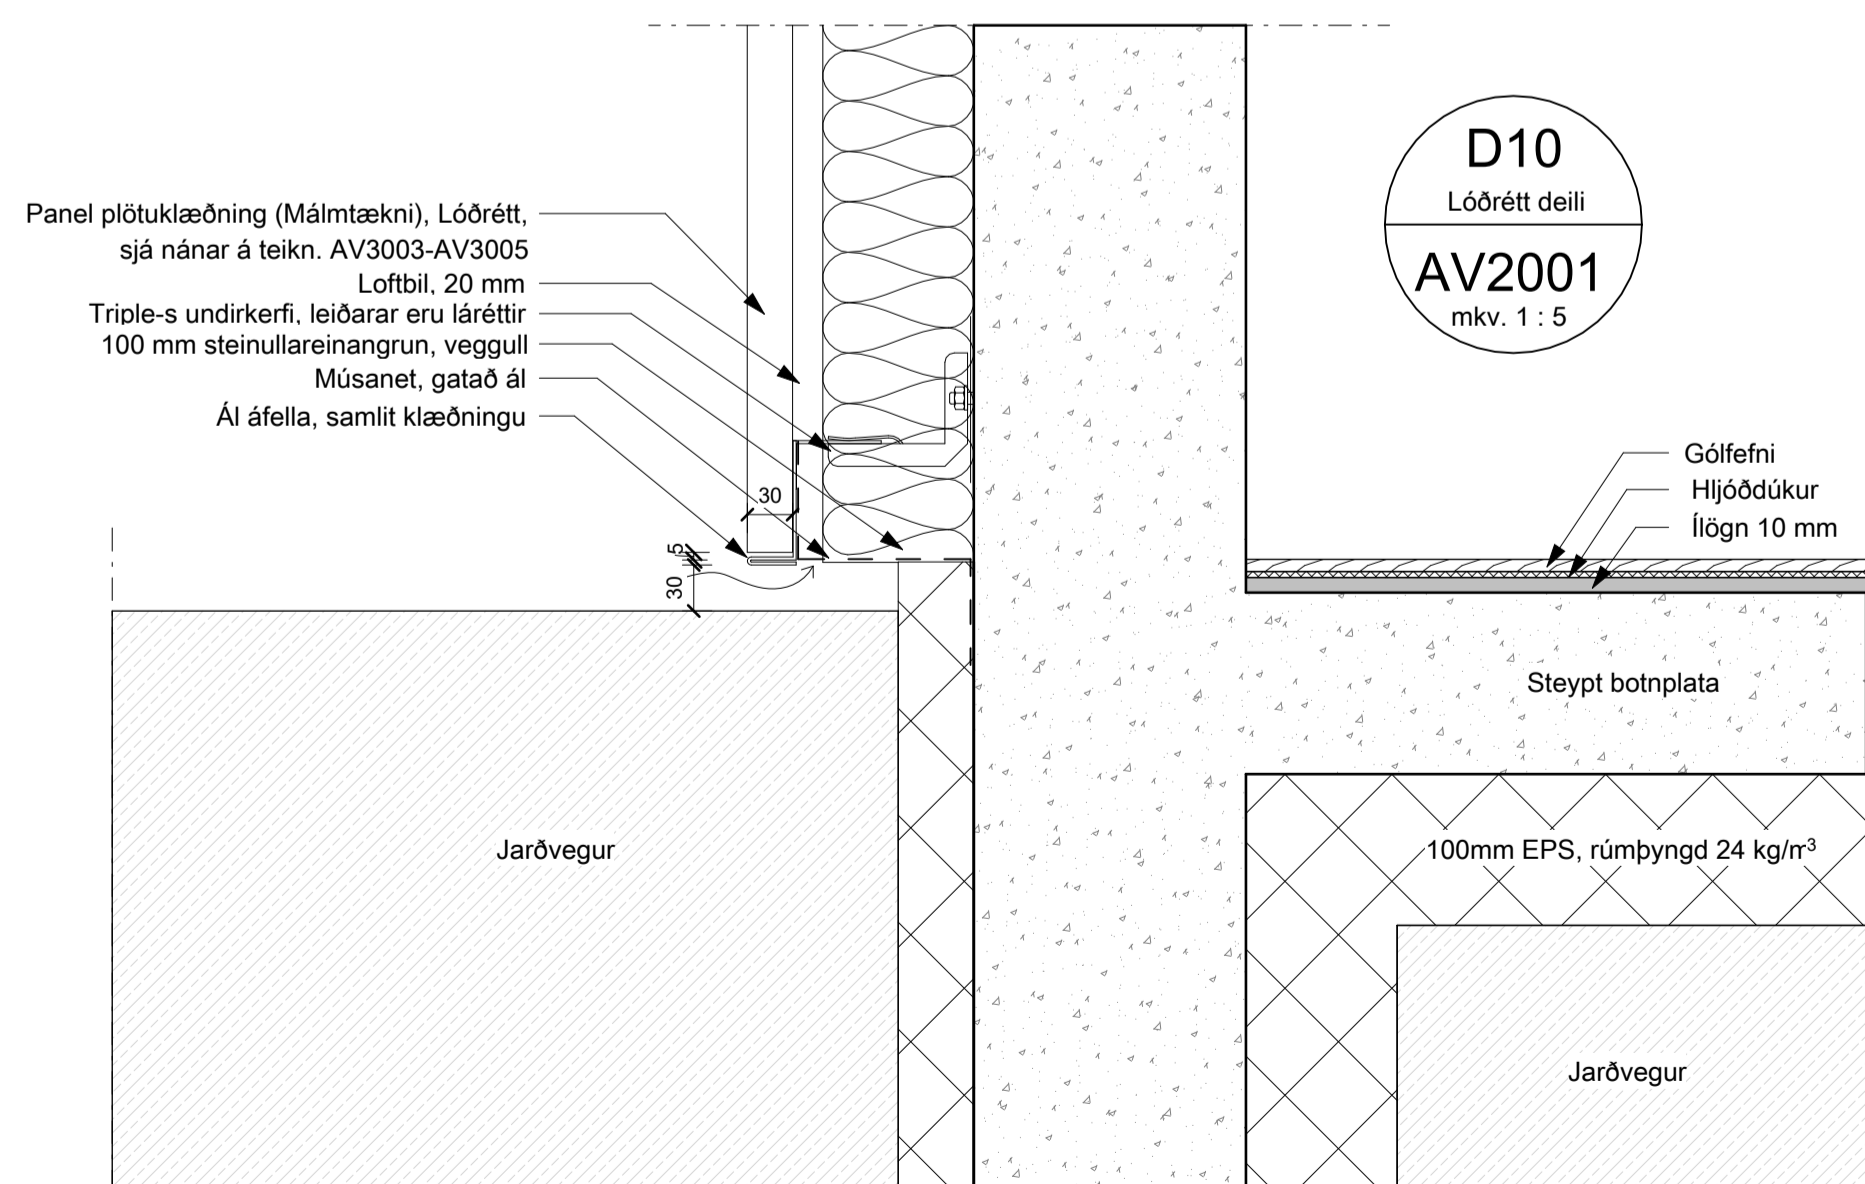 Panel plötuklæðning (Málmtækni), Lóðrétt,
sjá nánar á teikn. AV3003-AV3005
Loftbil, 20 mm
Triple-s undirkerfi, leiðarar eru láréttir
100 mm steinullareinangrun, veggull
Músanet, gatað ál
Ál áfella, samlit klæðningu
D10
Lóðrétt deili
AV2001
mkv. 1 : 5
30
5
30
Gólfefni
Hljóðdúkur
Ílögn 10 mm
Steypt botnplata
Jarðvegur
100mm EPS, rúmþyngd 24 kg/m³
Jarðvegur